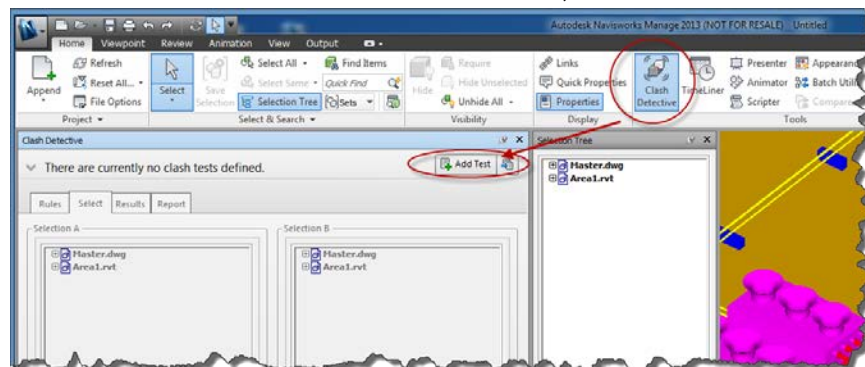 Autodesk Navisworks Manage 2013 (NOT FOR RESALE) Untitled
Home Viewpoint Review Animation View Output
Append
Refresh
Reset All...
File Options
Project
Select
Save Selection
Select All
Select Same
Selection Tree
Find Items
Quick Find
Sets
Select & Search
Hide
Require
Hide Unselected
Unhide All
Visibility
Links
Quick Properties
Properties
Display
Clash Detective
TimeLiner
Presenter
Animator
Scripter
Appearanc
Batch Utili
Compare
Tools
Clash Detective
There are currently no clash tests defined.
Add Test
Rules Select Results Report
Selection A
Master.dwg
Area1.rvt
Selection B
Master.dwg
Area1.rvt
Selection Tree
Master.dwg
Area1.rvt